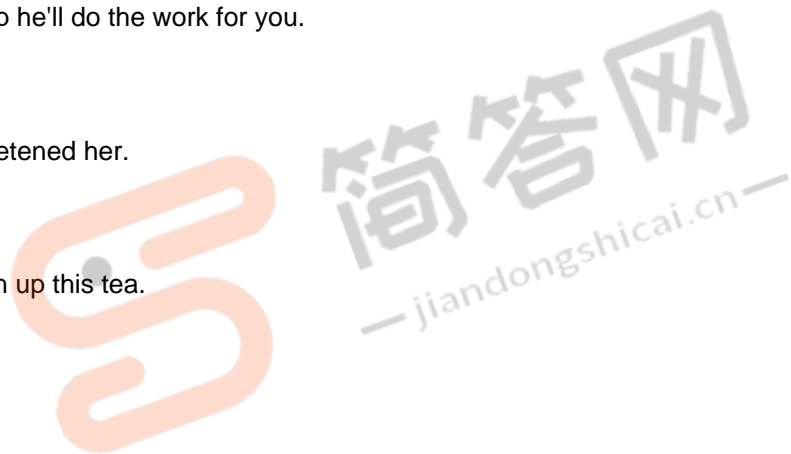 he'll do the work for you.
简答网
etened her.
jiandongshicai.cn
up this tea.